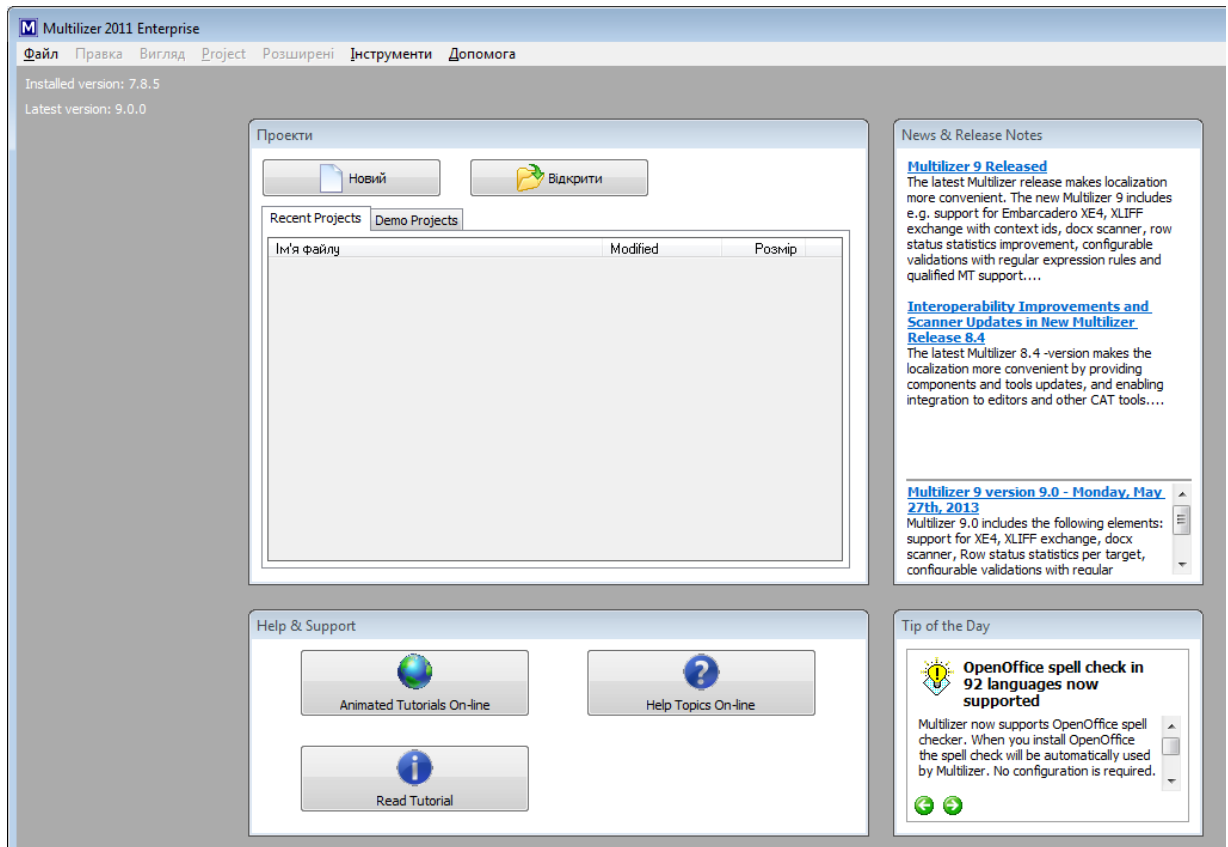 Multilizer 2011 Enterprise
Файл Правка Вигляд Project Розширені Інструменти Допомога
Installed version: 7.8.5
Latest version: 9.0.0
Проекти
Новий Відкрити
Recent Projects Demo Projects
Ім'я файлу Modified Розмір
News & Release Notes
Multilizer 9 Released
The latest Multilizer release makes localization
more convenient. The new Multilizer 9 includes
e.g. support for Embarcadero XE4, XLIFF
exchange with context ids, docx scanner, row
status statistics improvement, configurable
validations with regular expression rules and
qualified MT support....
Interoperability Improvements and
Scanner Updates in New Multilizer
Release 8.4
The latest Multilizer 8.4 -version makes the
localization more convenient by providing
components and tools updates, and enabling
integration to editors and other CAT tools....
Multilizer 9 version 9.0 - Monday, May
27th, 2013
Multilizer 9.0 includes the following elements:
support for XE4, XLIFF exchange, docx
scanner, Row status statistics per target,
configurable validations with regular
Help & Support
Animated Tutorials On-line Help Topics On-line
Read Tutorial
Tip of the Day
OpenOffice spell check in
92 languages now
supported
Multilizer now supports OpenOffice spell
checker. When you install OpenOffice
the spell check will be automatically used
by Multilizer. No configuration is required.